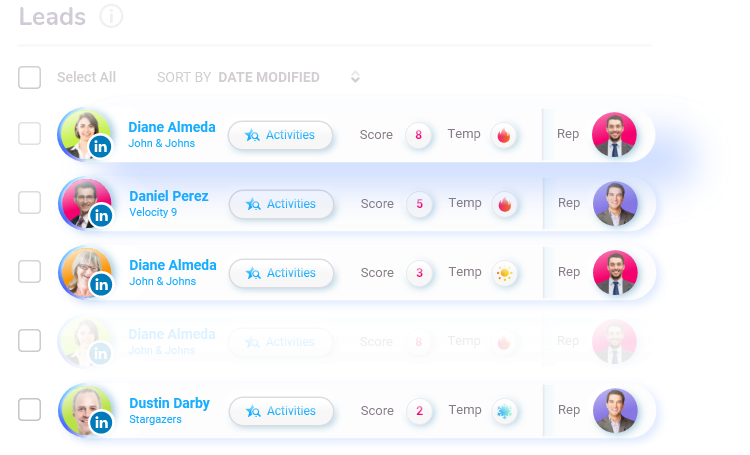 Leads i
Select All SORT BY DATE MODIFIED
Diane Almeda Activities Score 8 Temp Rep
John & Johns
in
Daniel Perez Activities Score 5 Temp Rep
Velocity 9
in
Diane Almeda Activities Score 3 Temp Rep
John & Johns
in
Diane Almeda Activities Score 8 Temp Rep
John & Johns
in
Dustin Darby Activities Score 2 Temp Rep
Stargazers
in